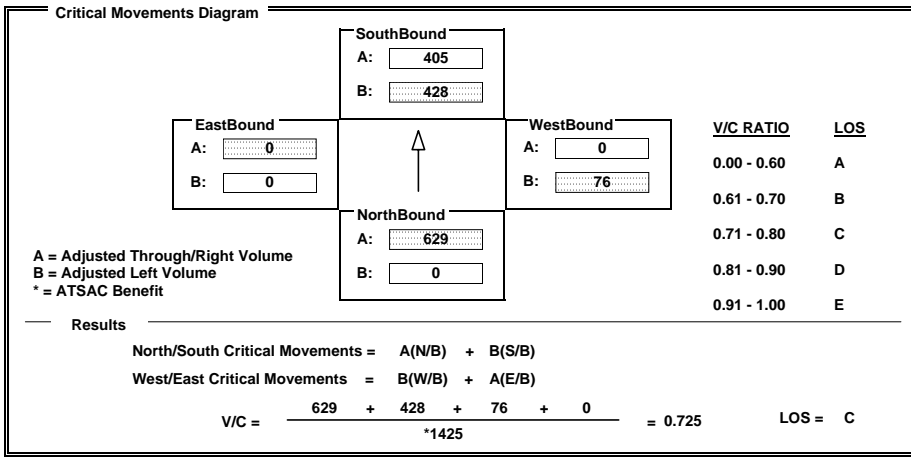 Critical Movements Diagram
SouthBound
A: 405
B: 428
EastBound
A: 0
B: 0
WestBound
A: 0
B: 76
NorthBound
A: 629
B: 0
V/C RATIO LOS
0.00 - 0.60 A
0.61 - 0.70 B
0.71 - 0.80 C
0.81 - 0.90 D
0.91 - 1.00 E
A = Adjusted Through/Right Volume
B = Adjusted Left Volume
* = ATSAC Benefit
Results
North/South Critical Movements = A(N/B) + B(S/B)
West/East Critical Movements = B(W/B) + A(E/B)
629 + 428 + 76 + 0
V/C = = 0.725 LOS = C
*1425